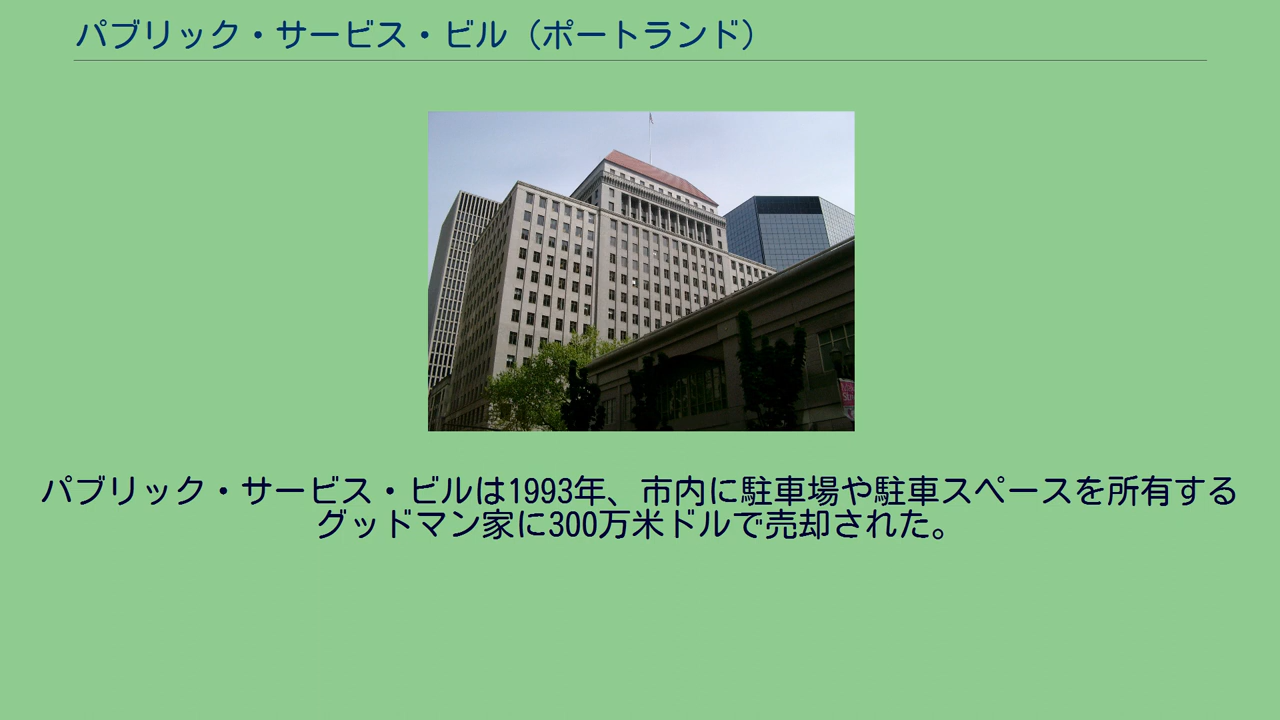 パブリック・サービス・ビル（ポートランド）
パブリック・サービス・ビルは1993年、市内に駐車場や駐車スペースを所有する
グッドマン家に300万米ドルで売却された。